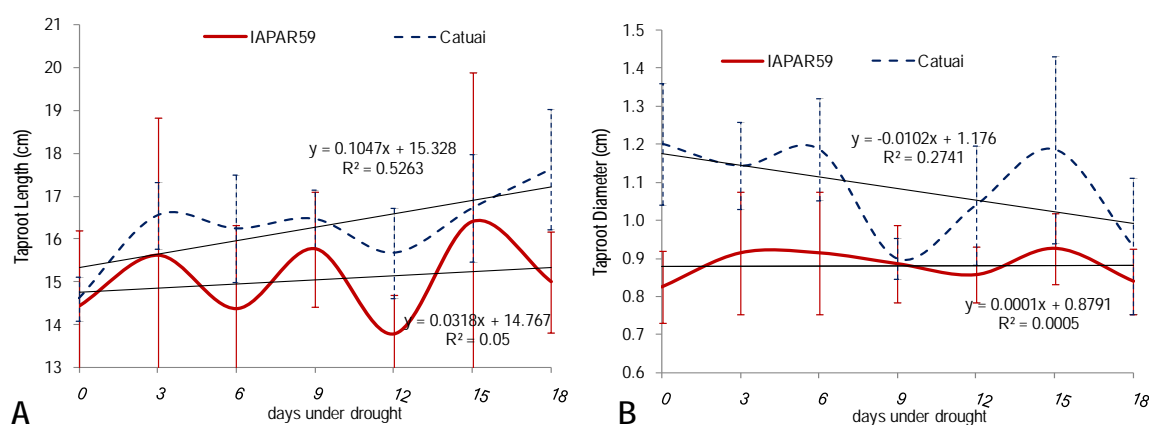 IAPAR59 Catuai
Taproot Length (cm)
21
20
19
18
17
16
15
14
13
y = 0.1047x + 15.328
R² = 0.5263
y = 0.0318x + 14.767
R² = 0.05
0 3 6 9 12 15 18
days under drought
A
IAPAR59 Catuai
Taproot Diameter (cm)
1.5
1.4
1.3
1.2
1.1
1.0
0.9
0.8
0.7
0.6
y = -0.0102x + 1.176
R² = 0.2741
y = 0.0001x + 0.8791
R² = 0.0005
0 3 6 9 12 15 18
days under drought
B